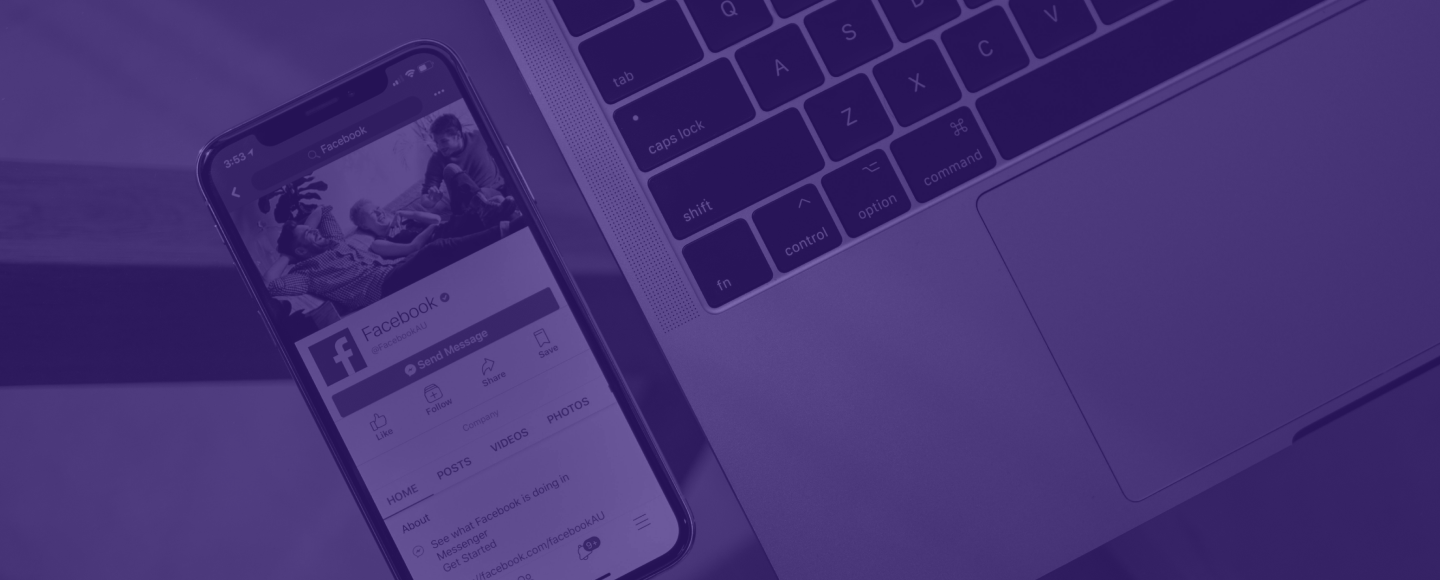 3:53
Facebook
Facebook
@FacebookAU
Send Message
Like
Follow
Share
Save
Company
HOME
POSTS
VIDEOS
PHOTOS
About
See what Facebook is doing in
Messenger
Get Started
/facebook.com/facebookAU
9+
Q
tab
A
S
caps lock
Z
X
C
V
shift
fn
control
option
command